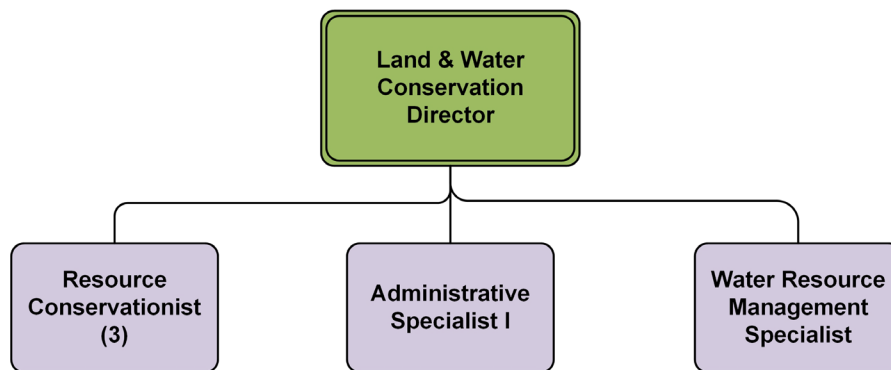 Land & Water
Conservation
Director
Resource
Conservationist
(3)
Administrative
Specialist I
Water Resource
Management
Specialist